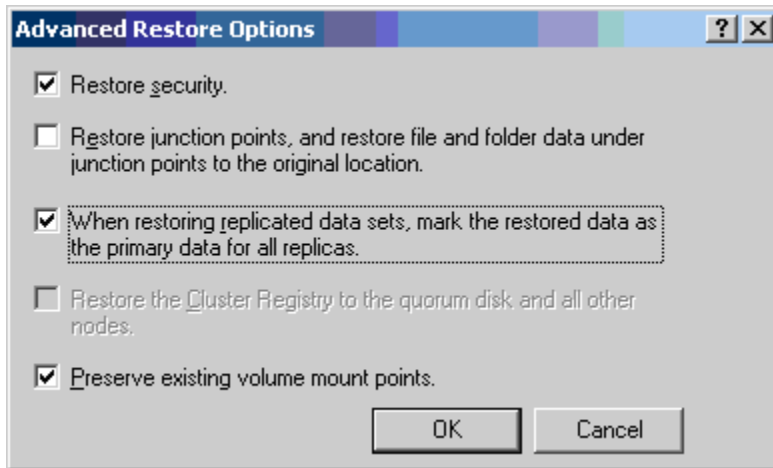 Advanced Restore Options
Restore security.
Restore junction points, and restore file and folder data under
junction points to the original location.
When restoring replicated data sets, mark the restored data as
the primary data for all replicas.
Restore the Cluster Registry to the quorum disk and all other
nodes.
Preserve existing volume mount points.
OK Cancel